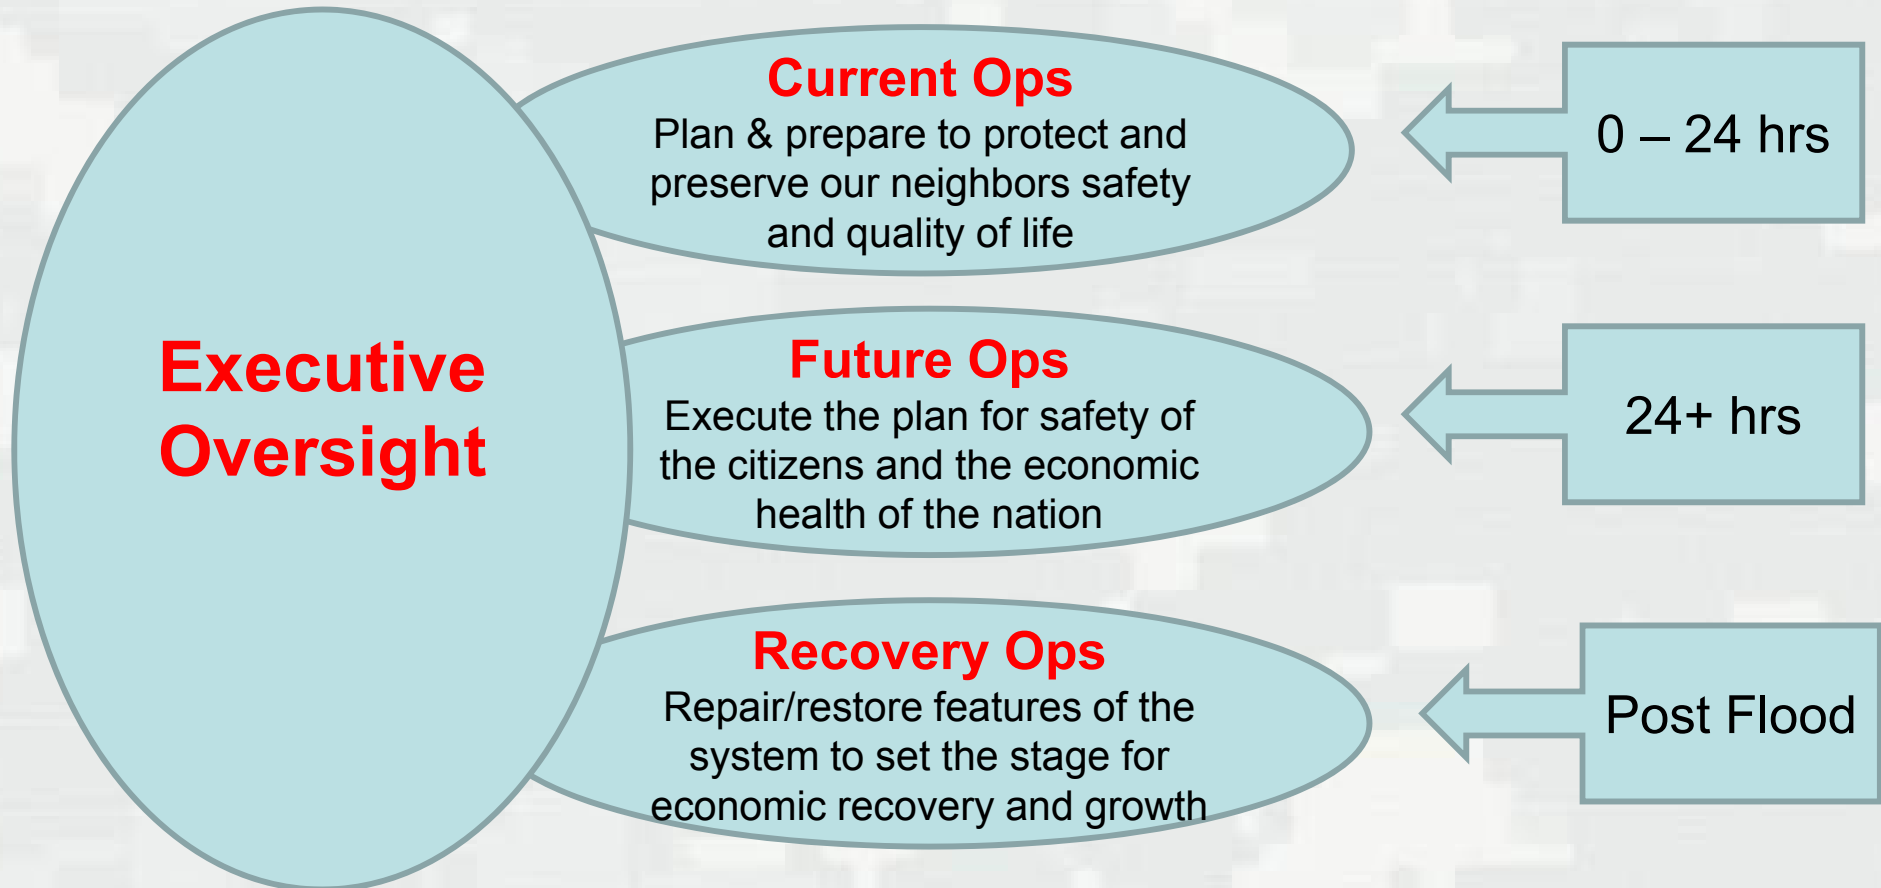 Executive
Oversight
Current Ops
Plan & prepare to protect and
preserve our neighbors safety
and quality of life
0 – 24 hrs
Future Ops
Execute the plan for safety of
the citizens and the economic
health of the nation
24+ hrs
Recovery Ops
Repair/restore features of the
system to set the stage for
economic recovery and growth
Post Flood